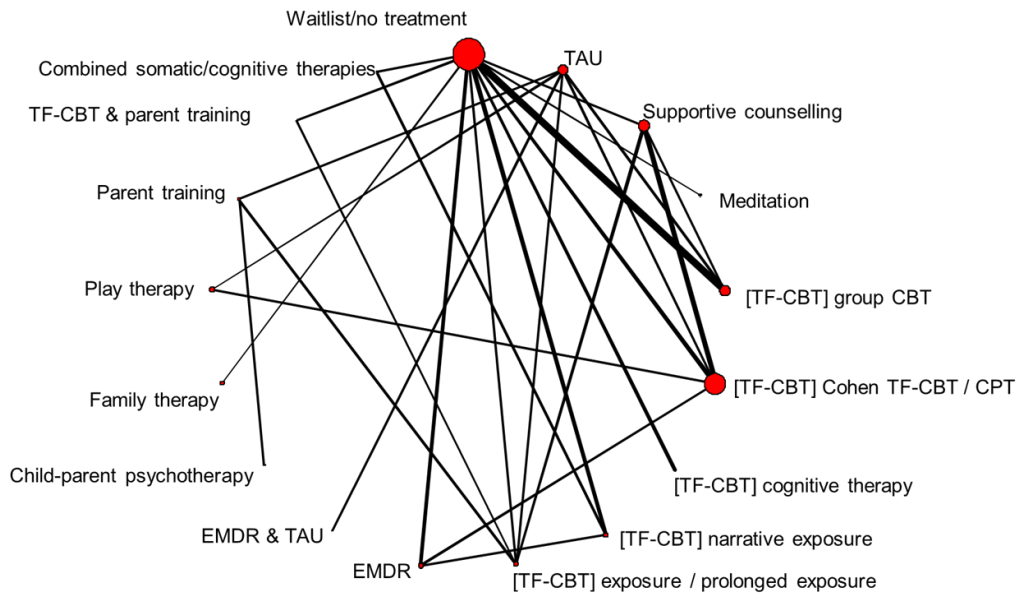 Waitlist/no treatment
TAU
Combined somatic/cognitive therapies
Supportive counselling
TF-CBT & parent training
Parent training
Meditation
Play therapy
[TF-CBT] group CBT
[TF-CBT] Cohen TF-CBT / CPT
Family therapy
Child-parent psychotherapy
[TF-CBT] cognitive therapy
EMDR & TAU
[TF-CBT] narrative exposure
EMDR
[TF-CBT] exposure / prolonged exposure